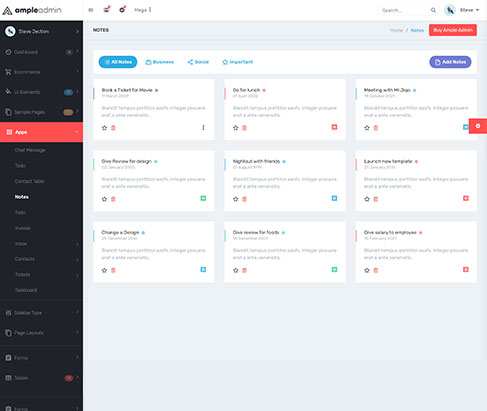 ampleadmin
Mega
Search...
Steve
Steve Jection
NOTES
Home / Notes
Buy Ample Admin
Dashboard
Ecommerce
UI Elements
Sample Pages
Apps
Chat Message
Todo
Contact Table
Notes
Todo
Invoice
Inbox
Contacts
Tickets
Taskboard
Sidebar Type
Page Layouts
Forms
Tables
Forms
All Notes
Business
Social
Important
Add Notes
Book a Ticket for Movie
11 March 2009
Blandit tempus porttitor aasfs. Integer posuere
erat a ante venenatis.
Go for lunch
01 April 2002
Blandit tempus porttitor aasfs. Integer posuere
erat a ante venenatis.
Meeting with Mr.Jojo
19 October 2021
Blandit tempus porttitor aasfs. Integer posuere
erat a ante venenatis.
Give Review for design
02 January 2000
Blandit tempus porttitor aasfs. Integer posuere
erat a ante venenatis.
Nightout with friends
01 August 1999
Blandit tempus porttitor aasfs. Integer posuere
erat a ante venenatis.
Launch new template
21 January 2015
Blandit tempus porttitor aasfs. Integer posuere
erat a ante venenatis.
Change a Design
25 December 2016
Blandit tempus porttitor aasfs. Integer posuere
erat a ante venenatis.
Give review for foods
18 December 2021
Blandit tempus porttitor aasfs. Integer posuere
erat a ante venenatis.
Give salary to employee
15 February 2021
Blandit tempus porttitor aasfs. Integer posuere
erat a ante venenatis.